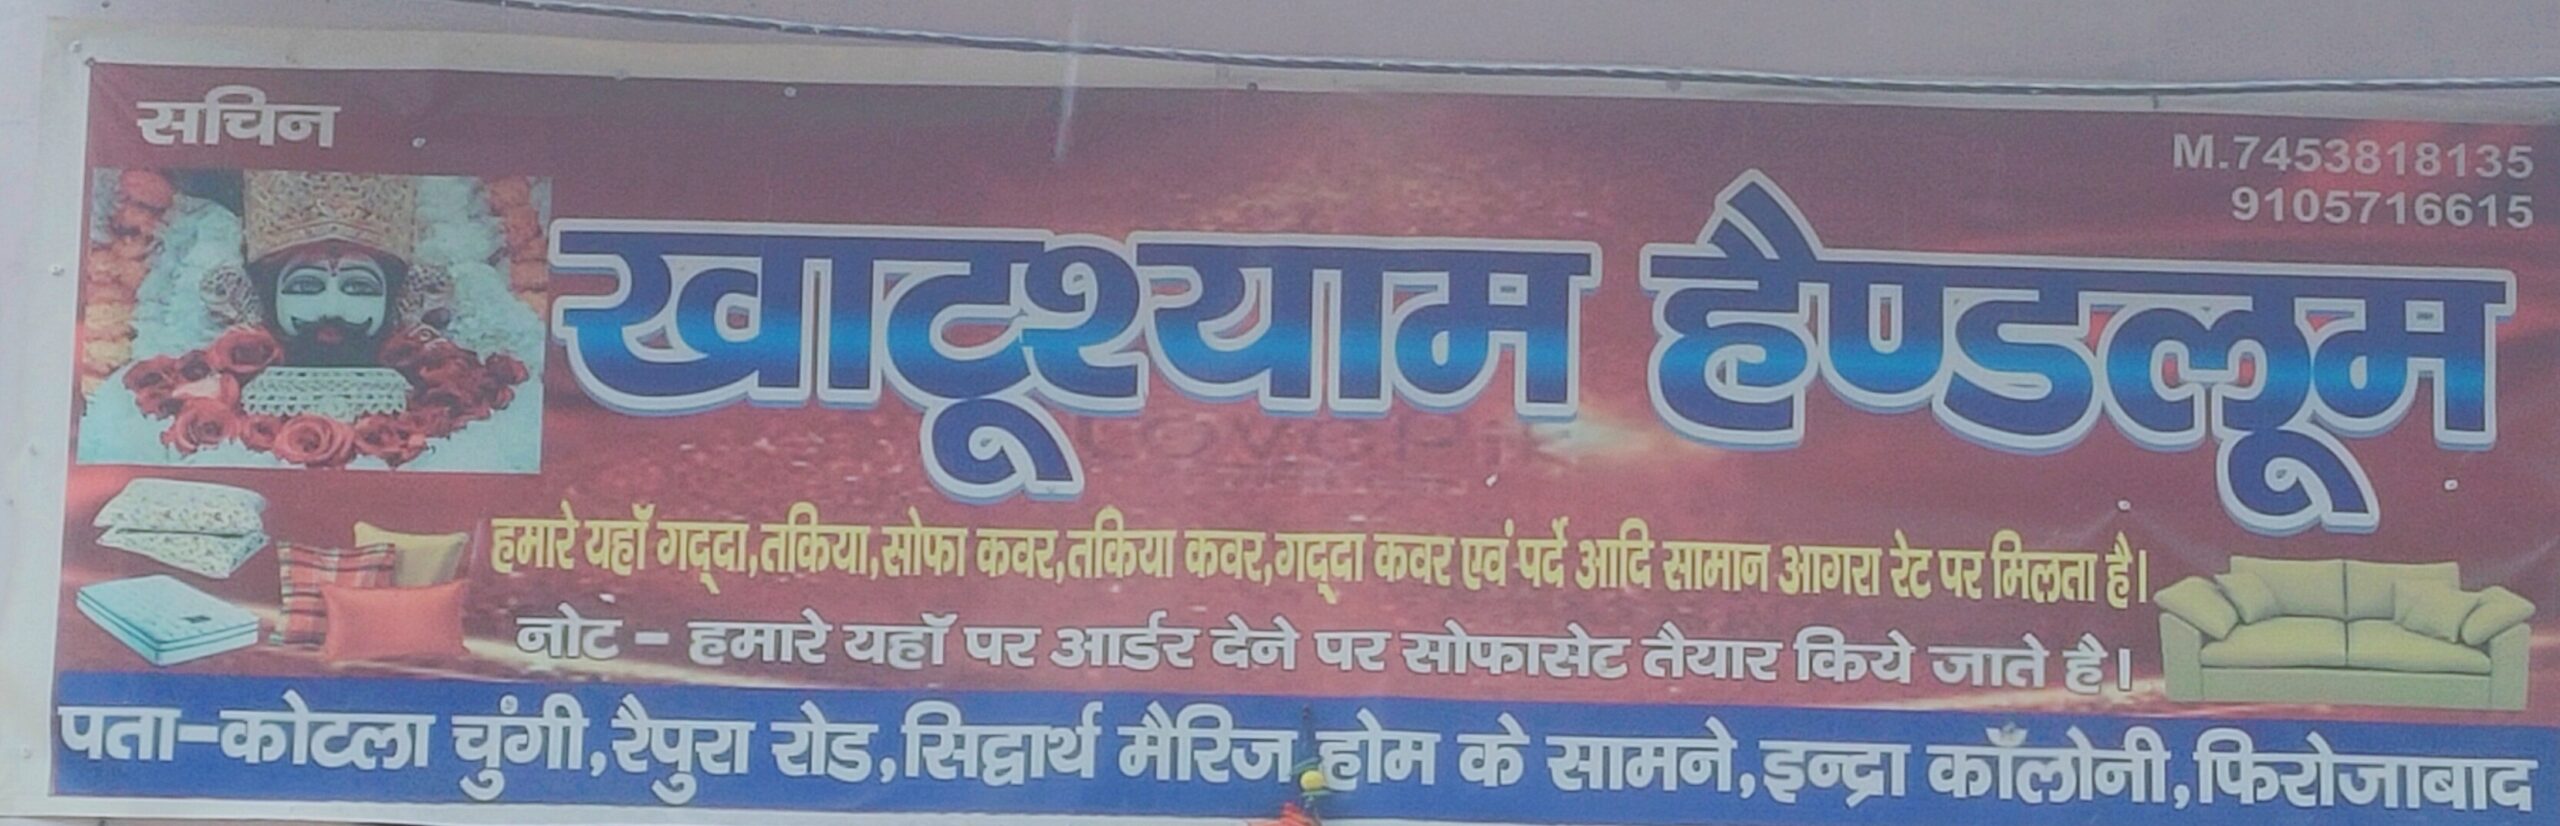 सचिन
M.7453818135
9105716615
खाटूश्याम हैण्डलूम
हमारे यहाँ गद्‌दा,तकिया,सोफा कवर,तकिया कवर,गद्‌दा कवर एवं पर्दे आदि सामान आगरा रेट पर मिलता है।
नोट - हमारे यहॉ पर आर्डर देने पर सोफासेट तैयार किये जाते है।
पता-कोटला चुंगी,रैपुरा रोड,सिद्वार्थ मैरिज होम के सामने,इन्द्रा कॉलोनी,फिरोजाबाद